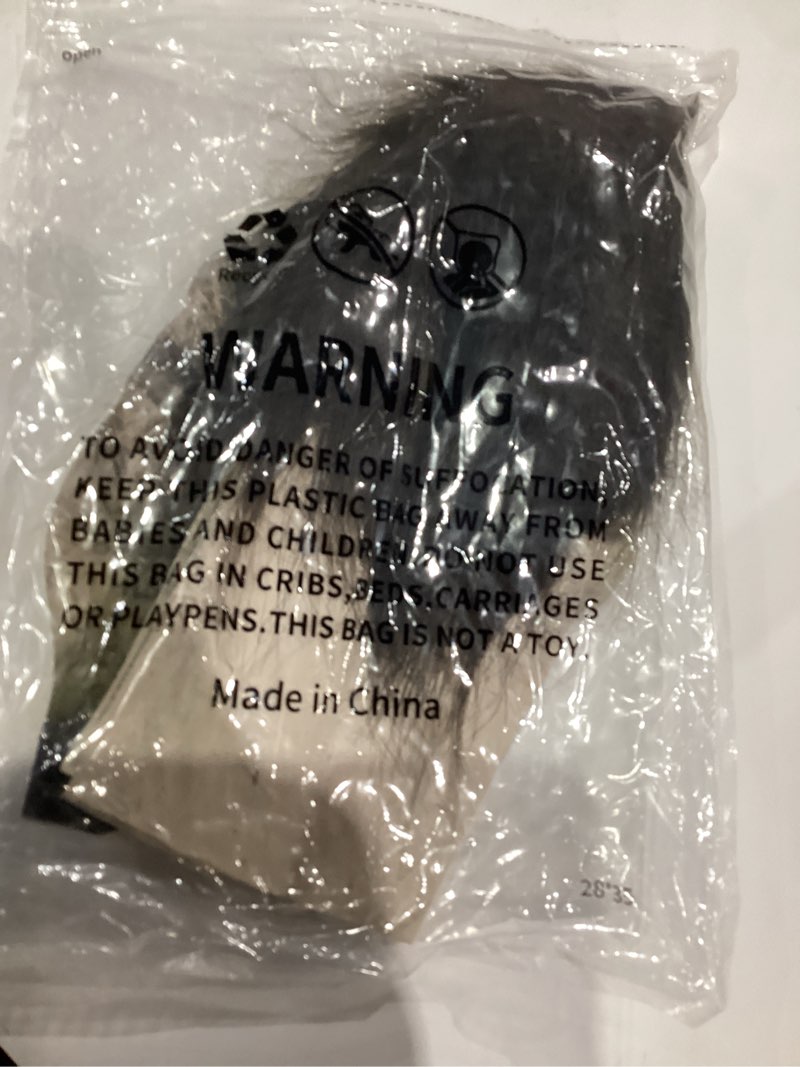 open
WARNING
TO AVOID DANGER OF SUFFOCATION,
KEEP THIS PLASTIC BAG AWAY FROM
BABIES AND CHILDREN.DO NOT USE
THIS BAG IN CRIBS,BEDS.CARRIAGES
OR PLAYPENS.THIS BAG IS NOT A TOY.
Made in China
28*35